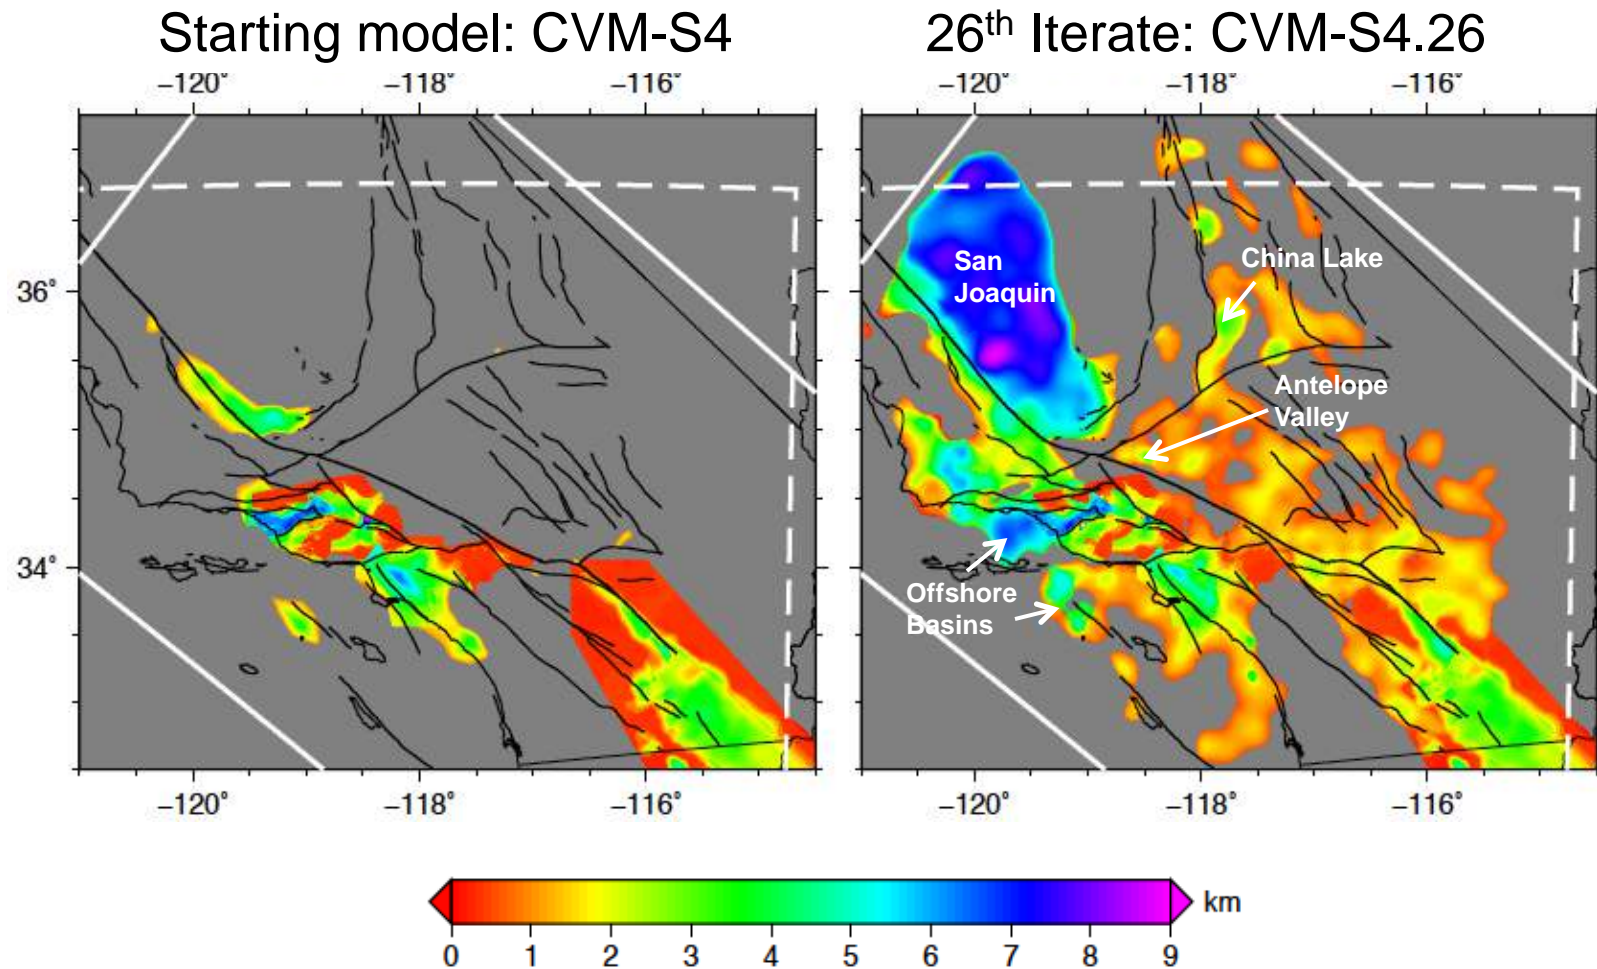 Starting model: CVM-S4
26th Iterate: CVM-S4.26
−120° −118° −116°
−120° −118° −116°
36°
34°
San
Joaquin
China Lake
Antelope
Valley
Offshore
Basins
−120° −118° −116°
−120° −118° −116°
km
0 1 2 3 4 5 6 7 8 9